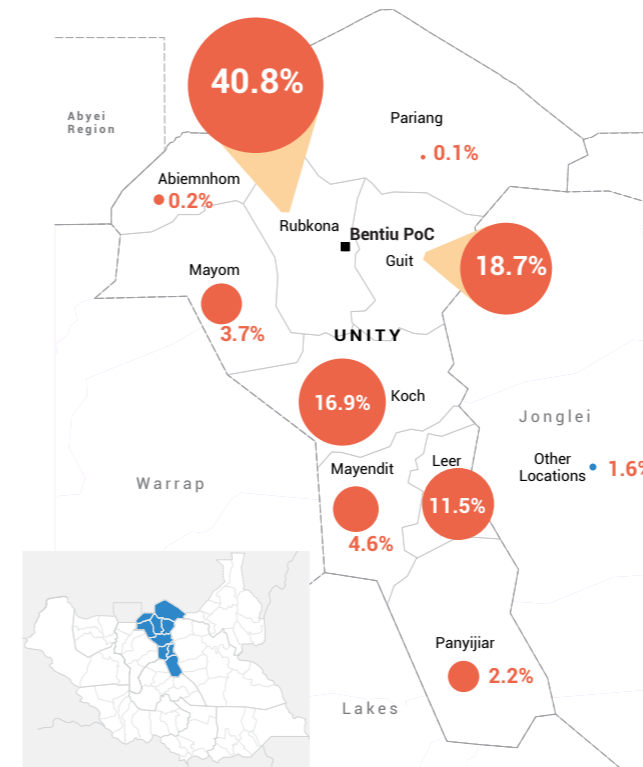 40.8%
Abyei
Region
Pariang
0.1%
Abiemnhom
0.2%
Rubkona
Bentiu PoC
Guit
18.7%
Mayom
3.7%
UNITY
16.9%
Koch
Jonglei
Mayendit
Leer
Other
Locations
1.6%
Warrap
11.5%
4.6%
Panyijiar
2.2%
Lakes